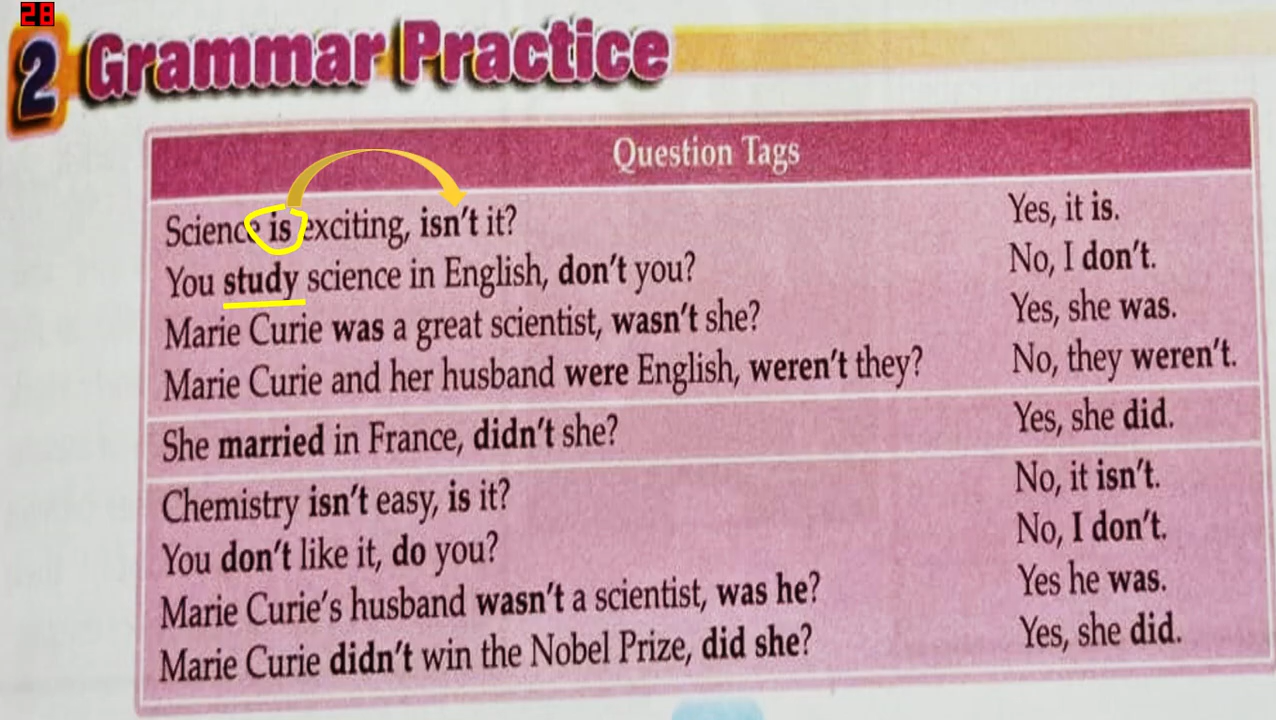 28
2 Grammar Practice
Question Tags
Science is exciting, isn't it? Yes, it is.
You study science in English, don't you? No, I don't.
Marie Curie was a great scientist, wasn't she? Yes, she was.
Marie Curie and her husband were English, weren't they? No, they weren't.
She married in France, didn't she? Yes, she did.
Chemistry isn't easy, is it? No, it isn't.
You don't like it, do you? No, I don't.
Marie Curie's husband wasn't a scientist, was he? Yes he was.
Marie Curie didn't win the Nobel Prize, did she? Yes, she did.